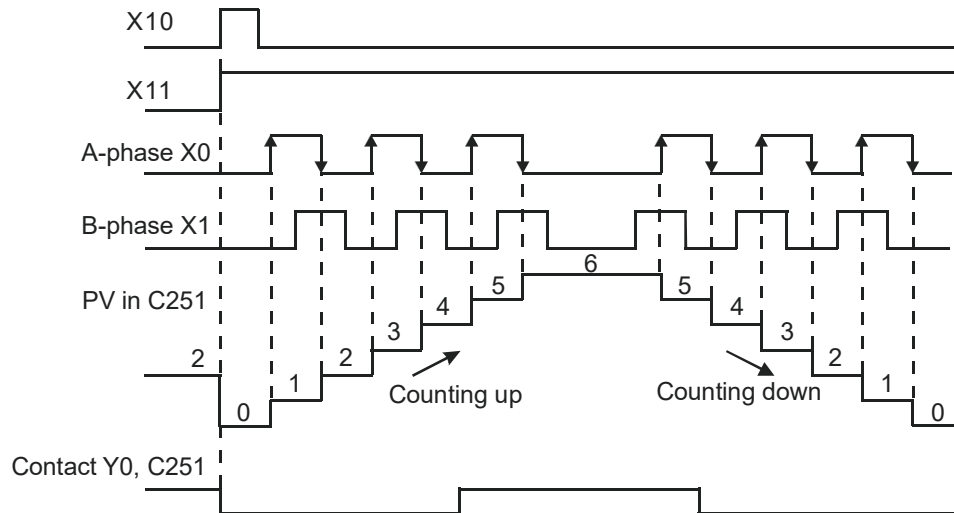 X10
X11
A-phase X0
B-phase X1
PV in C251
6
5
5
4
4
3
3
2
2
2
Counting up
Counting down
1
1
0
0
Contact Y0, C251